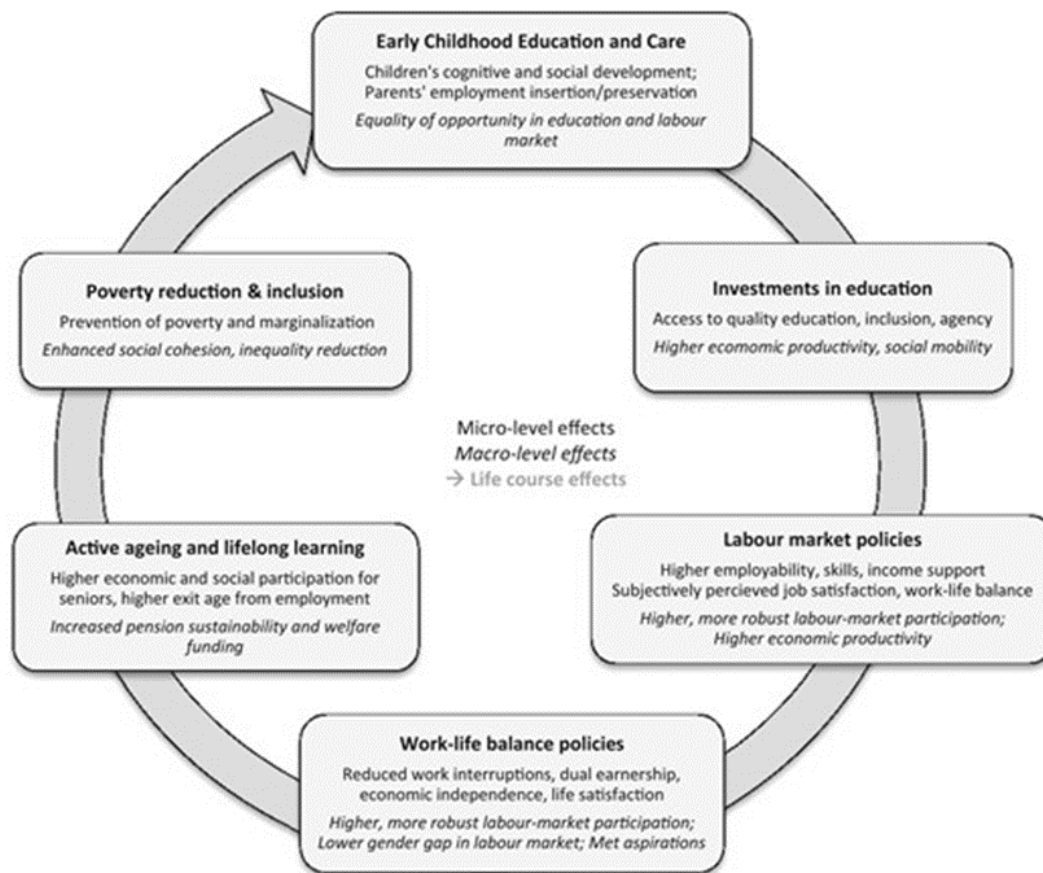 Early Childhood Education and Care
Children's cognitive and social development;
Parents' employment insertion/preservation
Equality of opportunity in education and labour
market
Investments in education
Access to quality education, inclusion, agency
Higher ecomomic productivity, social mobility
Labour market policies
Higher employability, skills, income support
Subjectively percieved job satisfaction, work-life balance
Higher, more robust labour-market participation;
Higher economic productivity
Work-life balance policies
Reduced work interruptions, dual earnership,
economic independence, life satisfaction
Higher, more robust labour-market participation;
Lower gender gap in labour market; Met aspirations
Active ageing and lifelong learning
Higher economic and social participation for
seniors, higher exit age from employment
Increased pension sustainability and welfare
funding
Poverty reduction & inclusion
Prevention of poverty and marginalization
Enhanced social cohesion, inequality reduction
Micro-level effects
Macro-level effects
→ Life course effects